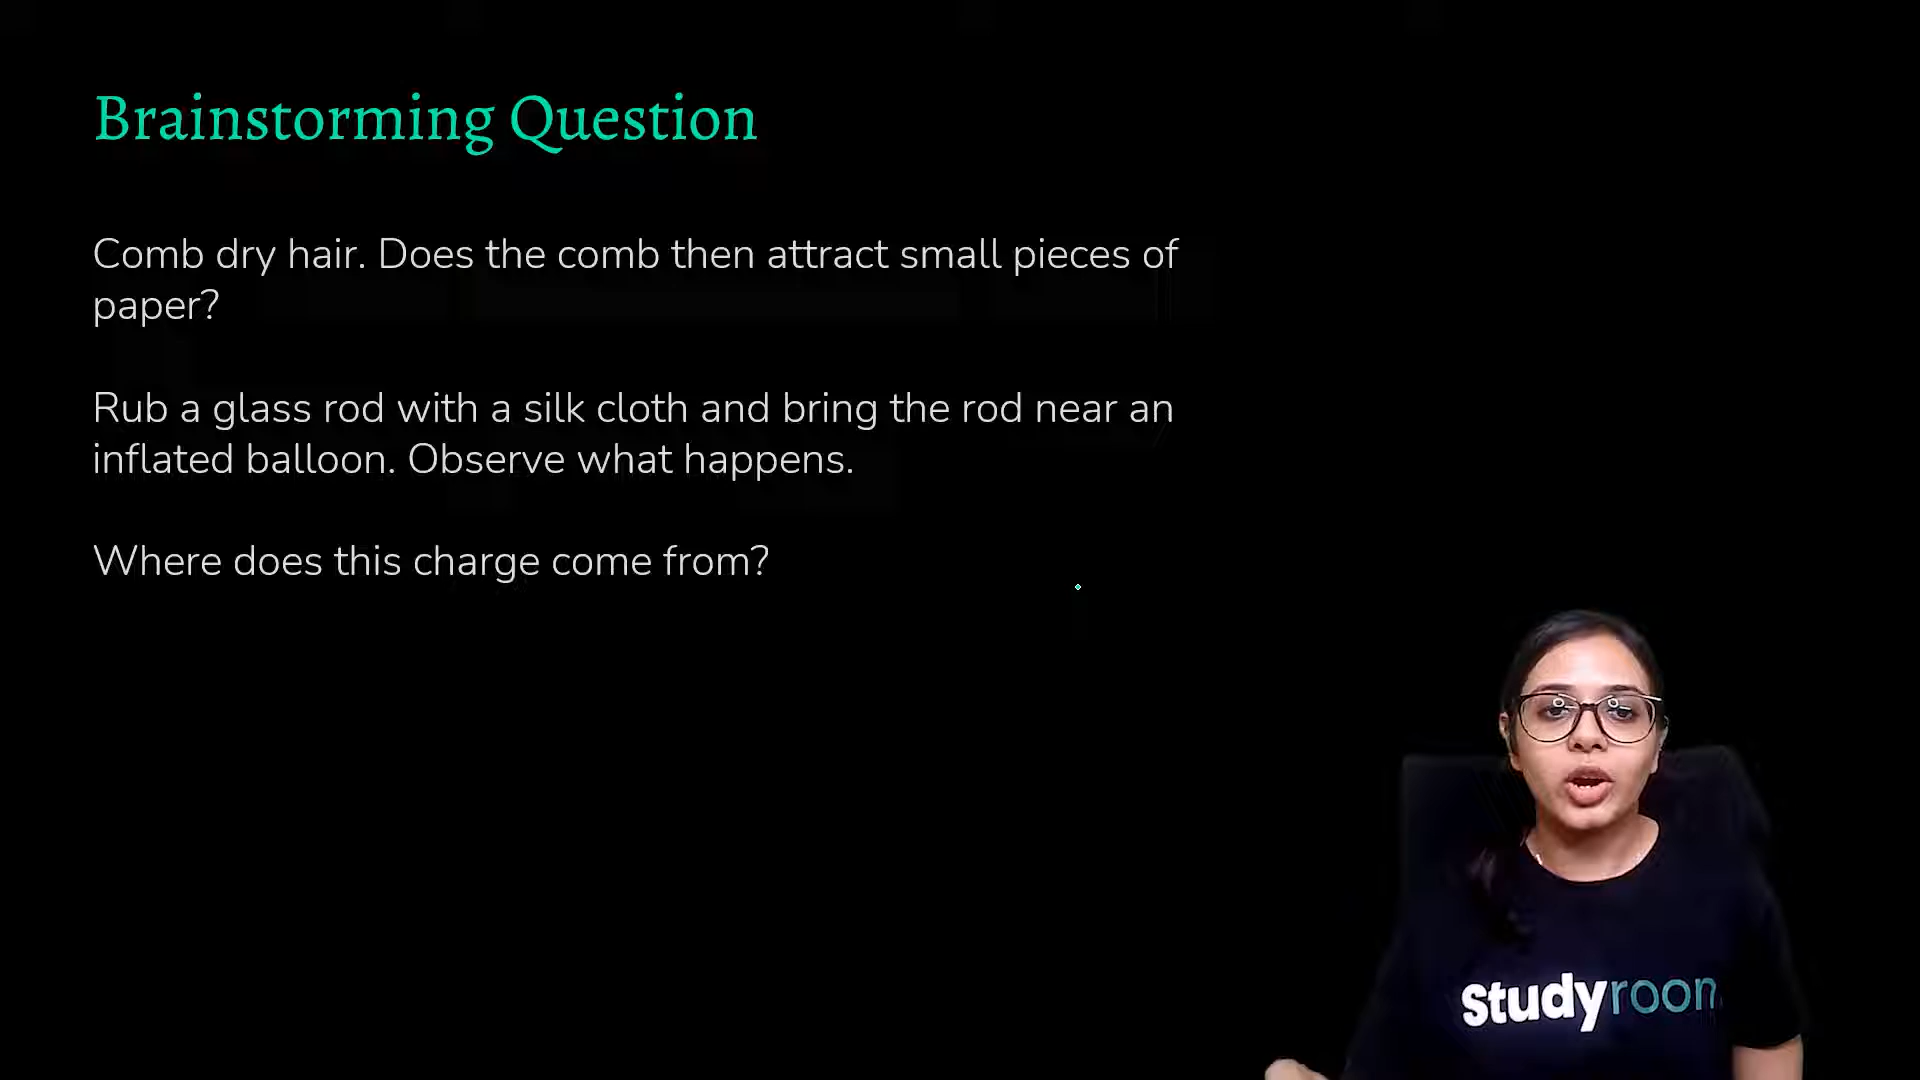 Brainstorming Question
Comb dry hair. Does the comb then attract small pieces of
paper?
Rub a glass rod with a silk cloth and bring the rod near an
inflated balloon. Observe what happens.
Where does this charge come from?
studyroom